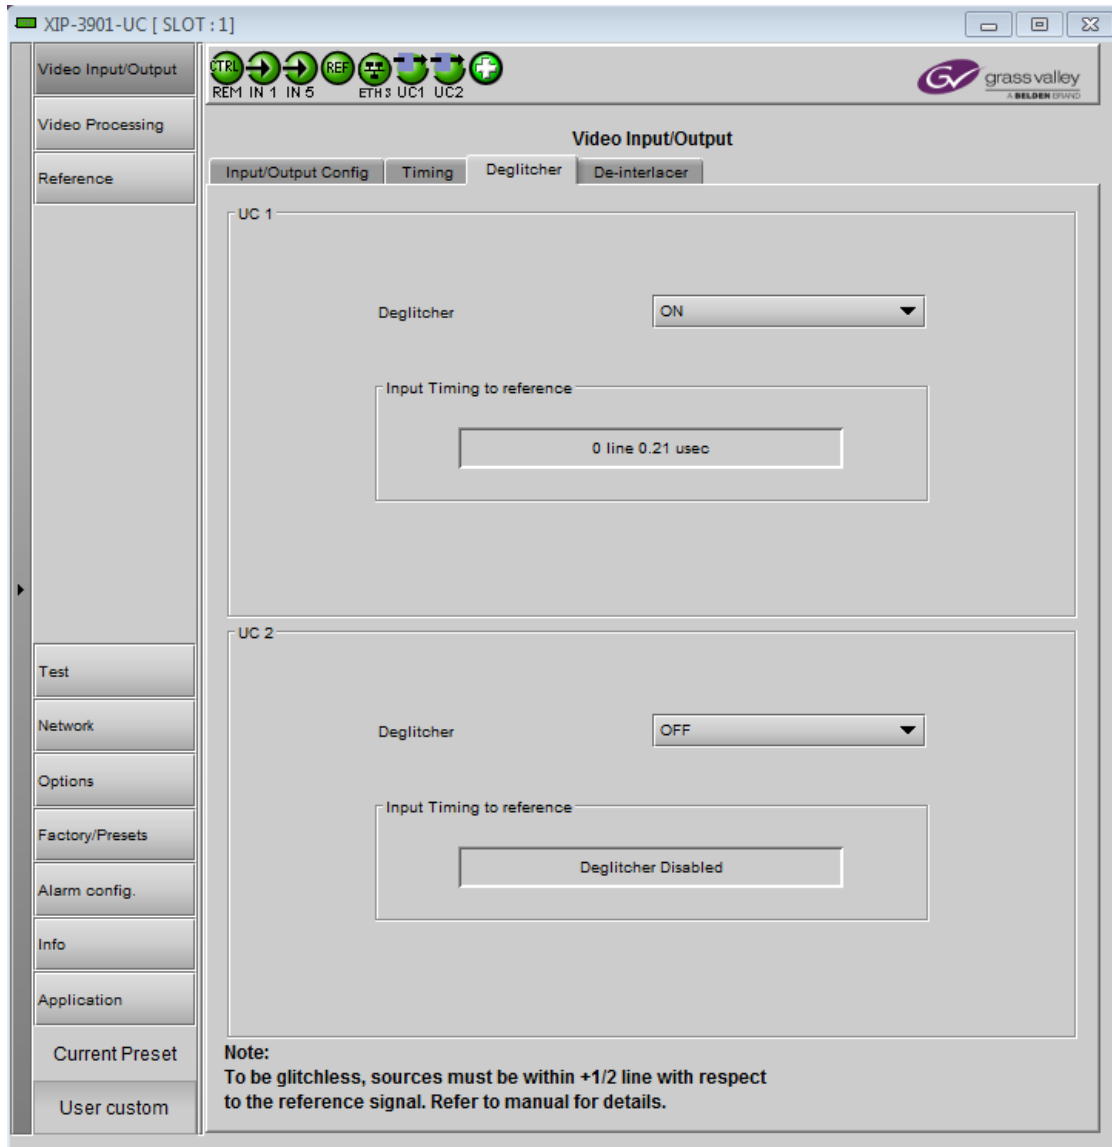 XIP-3901-UC [ SLOT : 1]
Video Input/Output
Video Processing
Reference
Test
Network
Options
Factory/Presets
Alarm config.
Info
Application
Current Preset
User custom
CTRL REF
REM IN 1 IN 5 ETH 3 UC1 UC2
GV grass valley
A BELDEN BRAND
Video Input/Output
Input/Output Config Timing Deglitcher De-interlacer
UC 1
Deglitcher ON
Input Timing to reference
0 line 0.21 usec
UC 2
Deglitcher OFF
Input Timing to reference
Deglitcher Disabled
Note:
To be glitchless, sources must be within +1/2 line with respect
to the reference signal. Refer to manual for details.